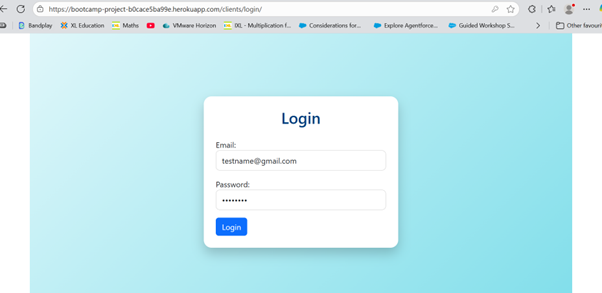 https://bootcamp-project-b0cace5ba99e.herokuapp.com/clients/login/
Bandplay XL Education Maths VMware Horizon IXL - Multiplication f... Considerations for... Explore Agentforce... Guided Workshop S... Other favouri
Login
Email:
testname@gmail.com
Password:
••••••••
Login